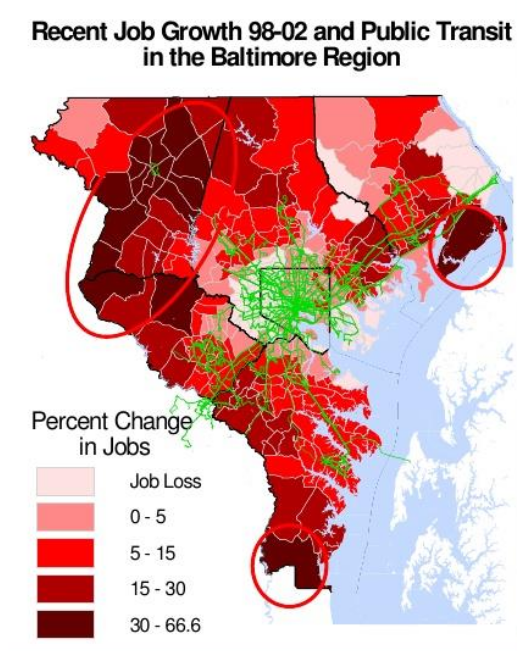 Recent Job Growth 98-02 and Public Transit
in the Baltimore Region
Percent Change
in Jobs
Job Loss
0 - 5
5 - 15
15 - 30
30 - 66.6